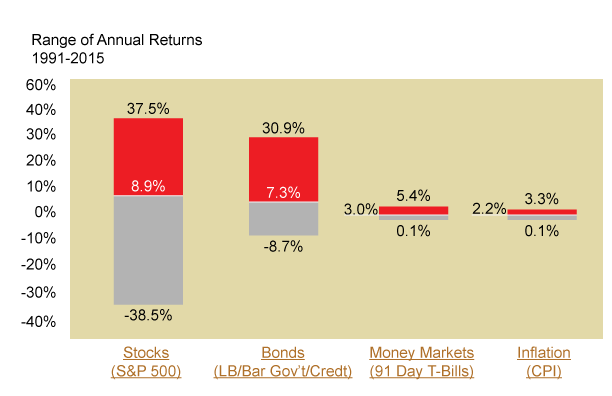 Range of Annual Returns
1991-2015
60%
40%
30%
20%
10%
0%
-10%
-20%
-30%
-40%
37.5%
8.9%
-38.5%
30.9%
7.3%
-8.7%
5.4%
3.0%
0.1%
3.3%
2.2%
0.1%
Stocks
(S&P 500)
Bonds
(LB/Bar Gov't/Credt)
Money Markets
(91 Day T-Bills)
Inflation
(CPI)